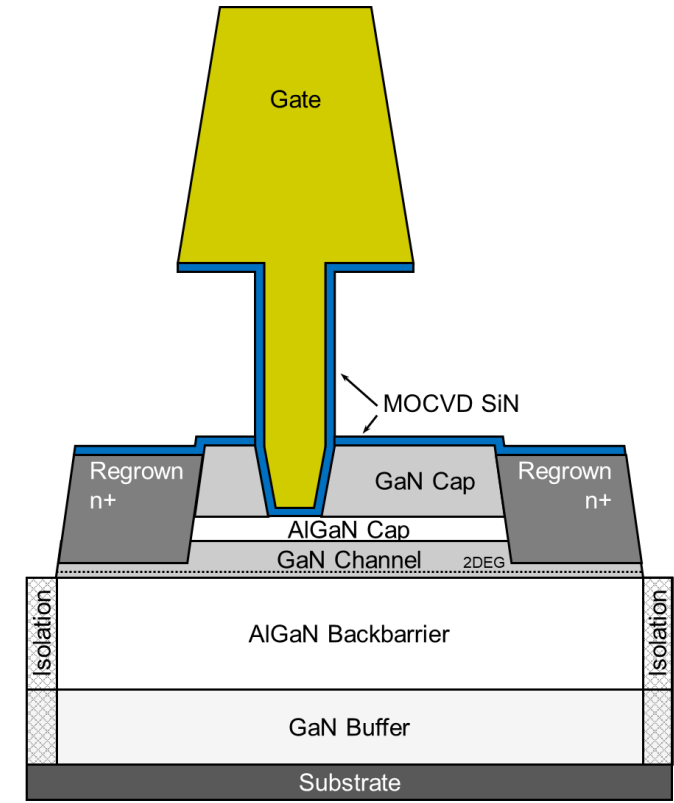 Gate
MOCVD SiN
Regrown
n+
GaN Cap
Regrown
n+
AlGaN Cap
GaN Channel
2DEG
Isolation
AlGaN Backbarrier
Isolation
GaN Buffer
Substrate